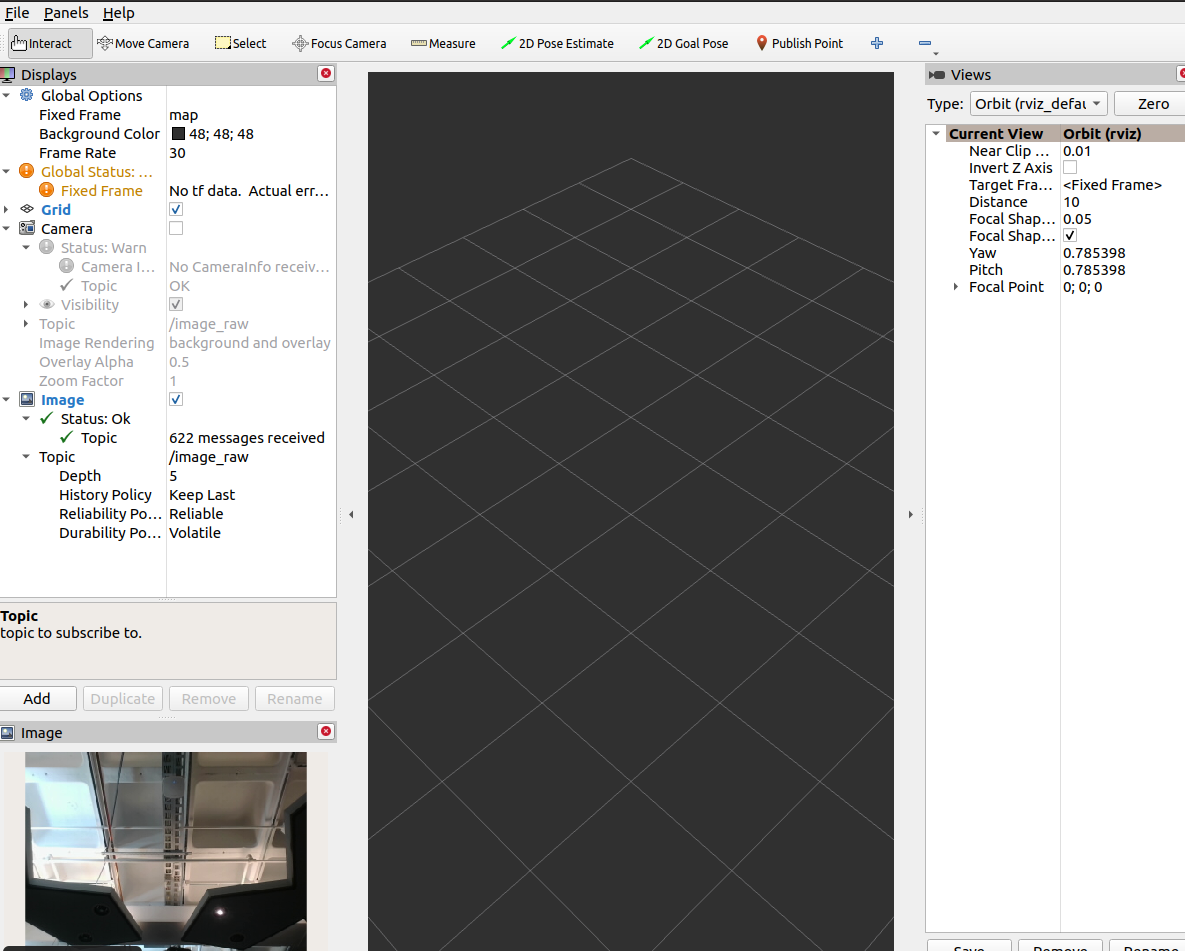 File Panels Help
Interact Move Camera Select Focus Camera Measure 2D Pose Estimate 2D Goal Pose Publish Point
Displays
Global Options
Fixed Frame map
Background Color 48; 48; 48
Frame Rate 30
Global Status: ...
Fixed Frame No tf data. Actual err...
Grid
Camera
Status: Warn
Camera I... No CameraInfo receiv...
Topic OK
Visibility
Topic /image_raw
Image Rendering background and overlay
Overlay Alpha 0.5
Zoom Factor 1
Image
Status: Ok
Topic 622 messages received
Topic /image_raw
Depth 5
History Policy Keep Last
Reliability Po... Reliable
Durability Po... Volatile
Topic
topic to subscribe to.
Add Duplicate Remove Rename
Image
Views
Type: Orbit (rviz_defau Zero
Current View Orbit (rviz)
Near Clip ... 0.01
Invert Z Axis
Target Fra... <Fixed Frame>
Distance 10
Focal Shap... 0.05
Focal Shap...
Yaw 0.785398
Pitch 0.785398
Focal Point 0; 0; 0
Save Remove Rename